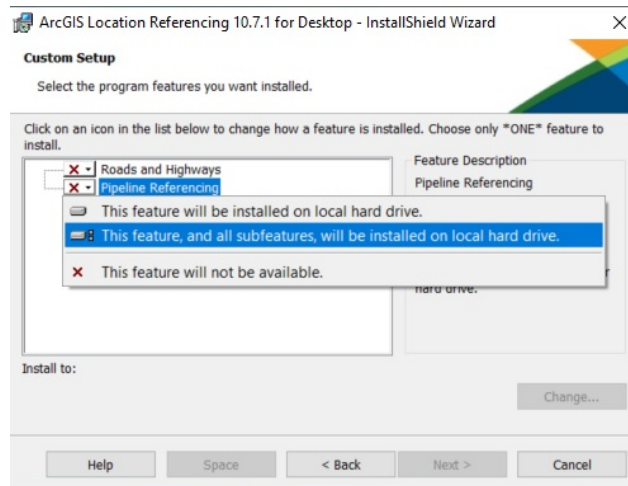 ArcGIS Location Referencing 10.7.1 for Desktop - InstallShield Wizard
Custom Setup
Select the program features you want installed.
Click on an icon in the list below to change how a feature is installed. Choose only *ONE* feature to
install.
Roads and Highways
Pipeline Referencing
Feature Description
Pipeline Referencing
This feature will be installed on local hard drive.
This feature, and all subfeatures, will be installed on local hard drive.
This feature will not be available.
hard drive.
Install to:
Change...
Help
Space
< Back
Next >
Cancel